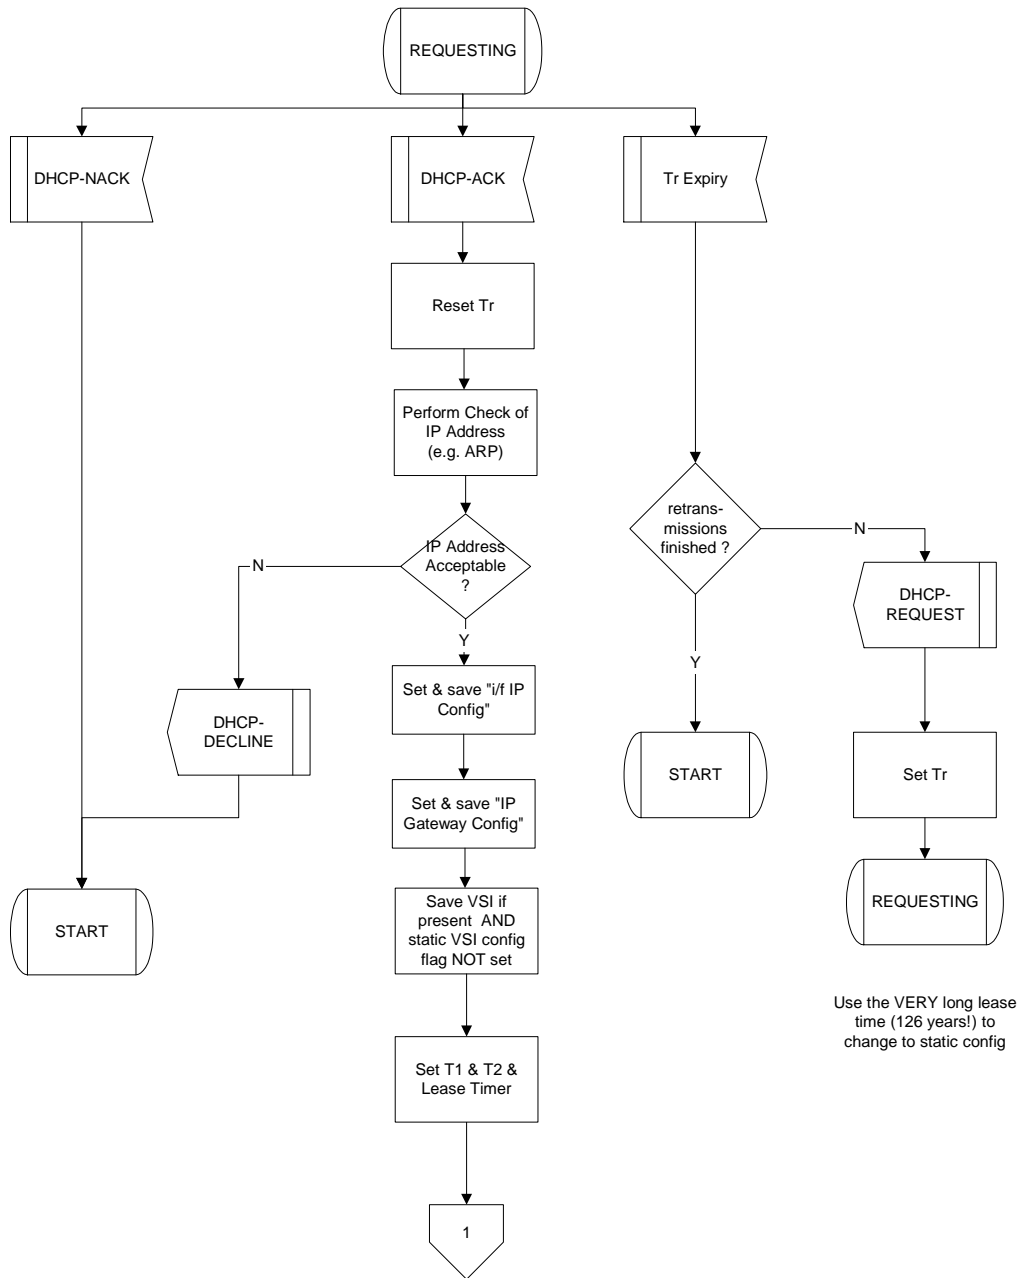 REQUESTING
DHCP-NACK
DHCP-ACK
Tr Expiry
Reset Tr
Perform Check of
IP Address
(e.g. ARP)
retrans-
missions
finished ?
N
IP Address
Acceptable
?
N
DHCP-
REQUEST
Y
Y
Set & save "i/f IP
Config"
DHCP-
DECLINE
START
Set Tr
Set & save "IP
Gateway Config"
START
Save VSI if
present AND
static VSI config
flag NOT set
REQUESTING
Use the VERY long lease
time (126 years!) to
change to static config
Set T1 & T2 &
Lease Timer
1